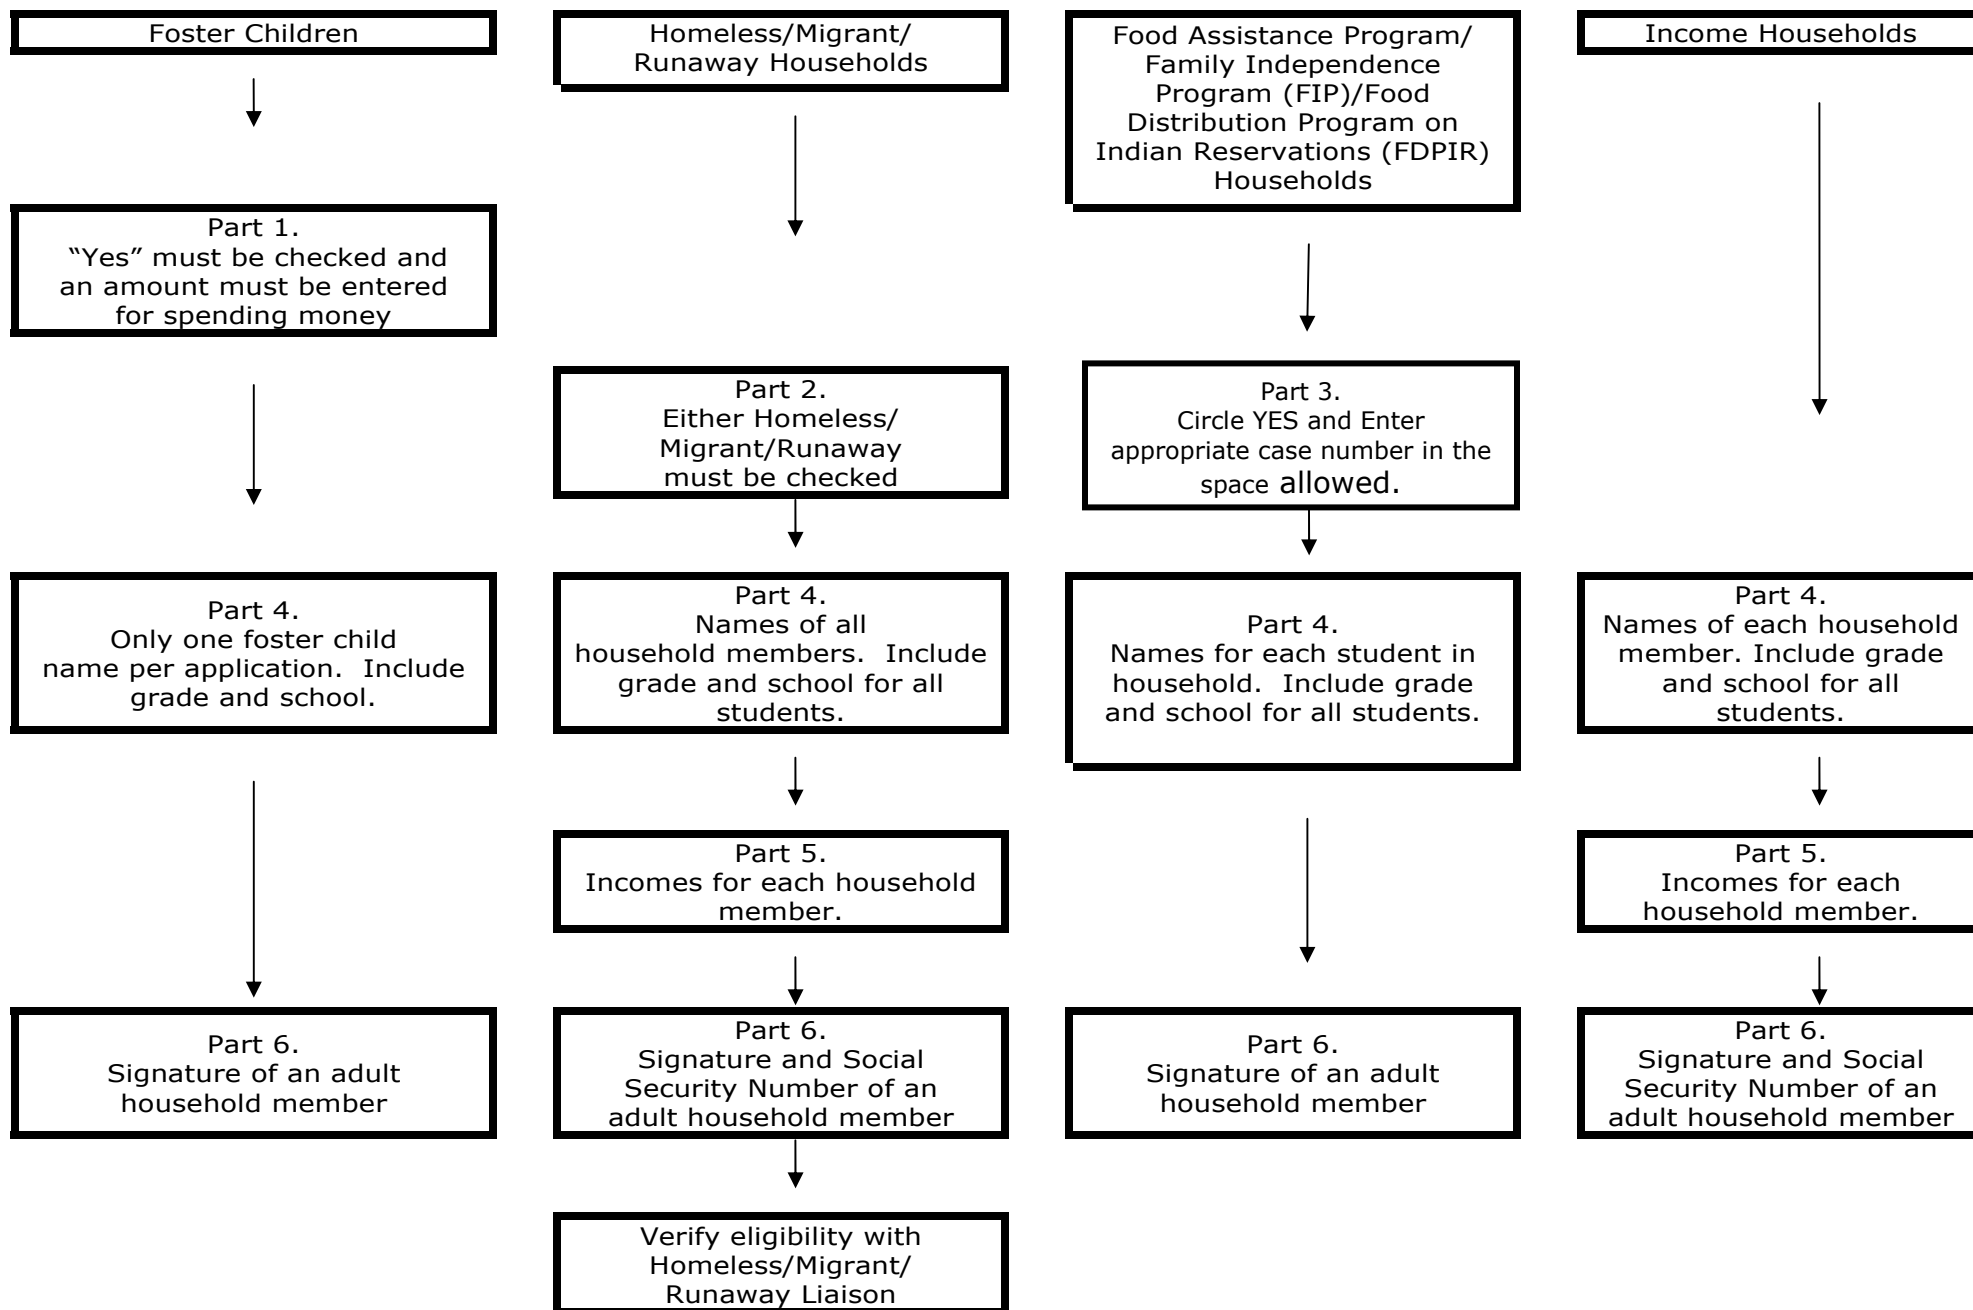 Foster Children
Part 1.
“Yes” must be checked and
an amount must be entered
for spending money
Part 4.
Only one foster child
name per application.  Include
grade and school.
Part 6.
Signature of an adult
household member
Homeless/Migrant/
Runaway Households
Part 2.
Either Homeless/
Migrant/Runaway
must be checked
Part 4.
Names of all
household members.  Include
grade and school for all
students.
Part 5.
Incomes for each household
member.
Part 6.
Signature and Social
Security Number of an
adult household member
Verify eligibility with
Homeless/Migrant/
Runaway Liaison
Food Assistance Program/
Family Independence
Program (FIP)/Food
Distribution Program on
Indian Reservations (FDPIR)
Households
Part 3.
Circle YES and Enter
appropriate case number in the
space allowed.
Part 4.
Names for each student in
household.  Include grade
and school for all students.
Part 6.
Signature of an adult
household member
Income Households
Part 4.
Names of each household
member. Include grade
and school for all
students.
Part 5.
Incomes for each
household member.
Part 6.
Signature and Social
Security Number of an
adult household member